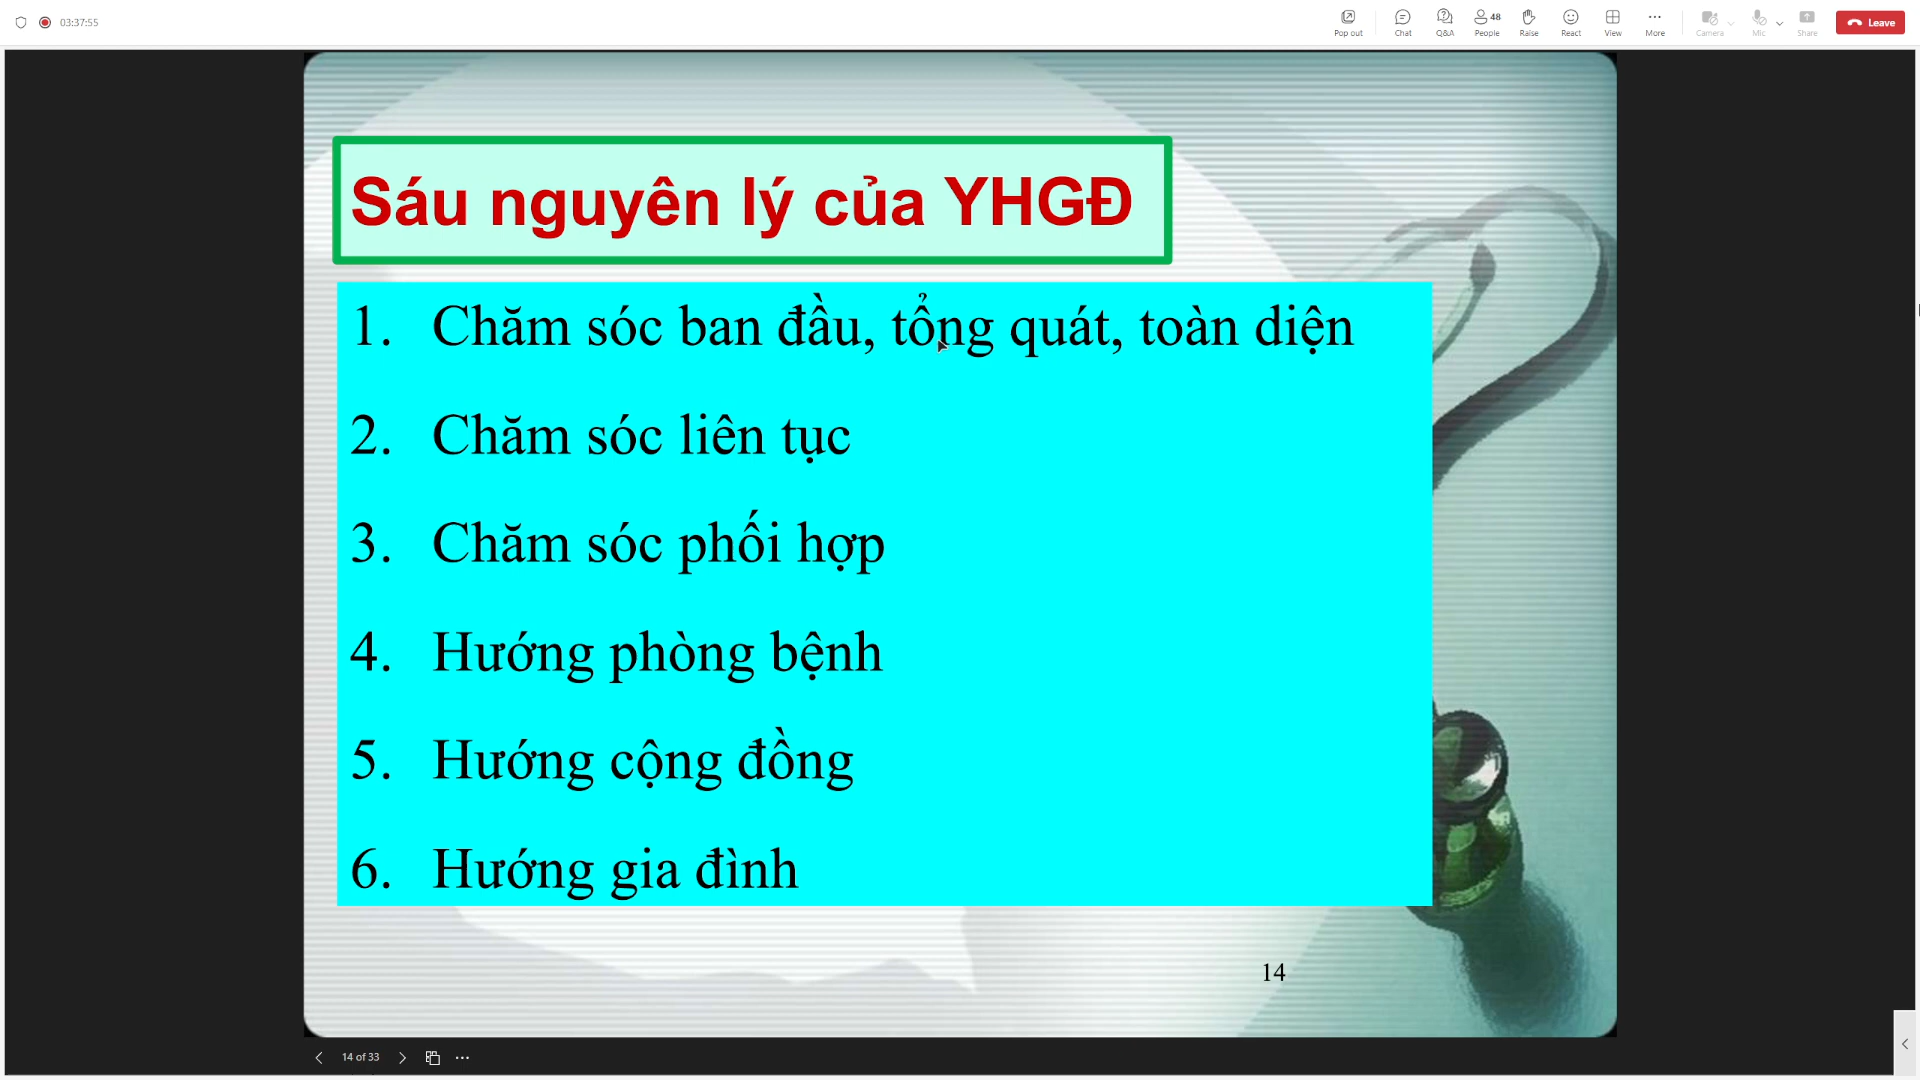 03:37:55
Pop out
Chat
Q&A
48
People
Raise
React
View
More
Camera
Mic
Share
Leave
Sáu nguyên lý của YHGĐ
1. Chăm sóc ban đầu, tổng quát, toàn diện
2. Chăm sóc liên tục
3. Chăm sóc phối hợp
4. Hướng phòng bệnh
5. Hướng cộng đồng
6. Hướng gia đình
14
14 of 33